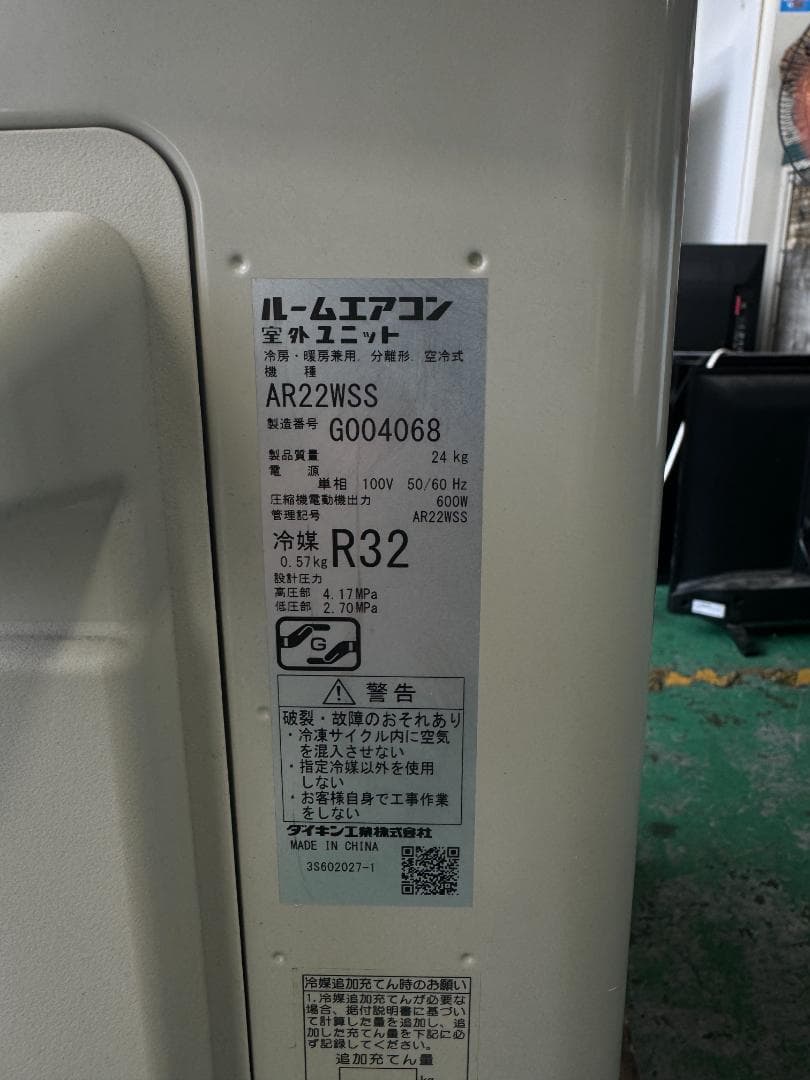 ルームエアコン
室外ユニット
冷房・暖房兼用. 分離形. 空冷式
機 種
AR22WSS
製造番号 G004068
製品質量 24 kg
電 源
単相 100V 50/60 Hz
圧縮機電動機出力 600W
管理記号 AR22WSS
冷媒 R32
0.57kg
設計圧力
高圧部 4.17MPa
低圧部 2.70MPa
G
警告
破裂・故障のおそれあり
・冷凍サイクル内に空気
を混入させない
・指定冷媒以外を使用
しない
・お客様自身で工事作業
をしない
ダイキン工業株式会社
MADE IN CHINA
3S602027-1
冷媒追加充てん時のお願い
1.冷媒追加充てんが必要な
場合、据付説明書に基づい
て計算した量を追加し、追
加した充てん量を下記に必
ず記録してください。
追加充てん量
kg